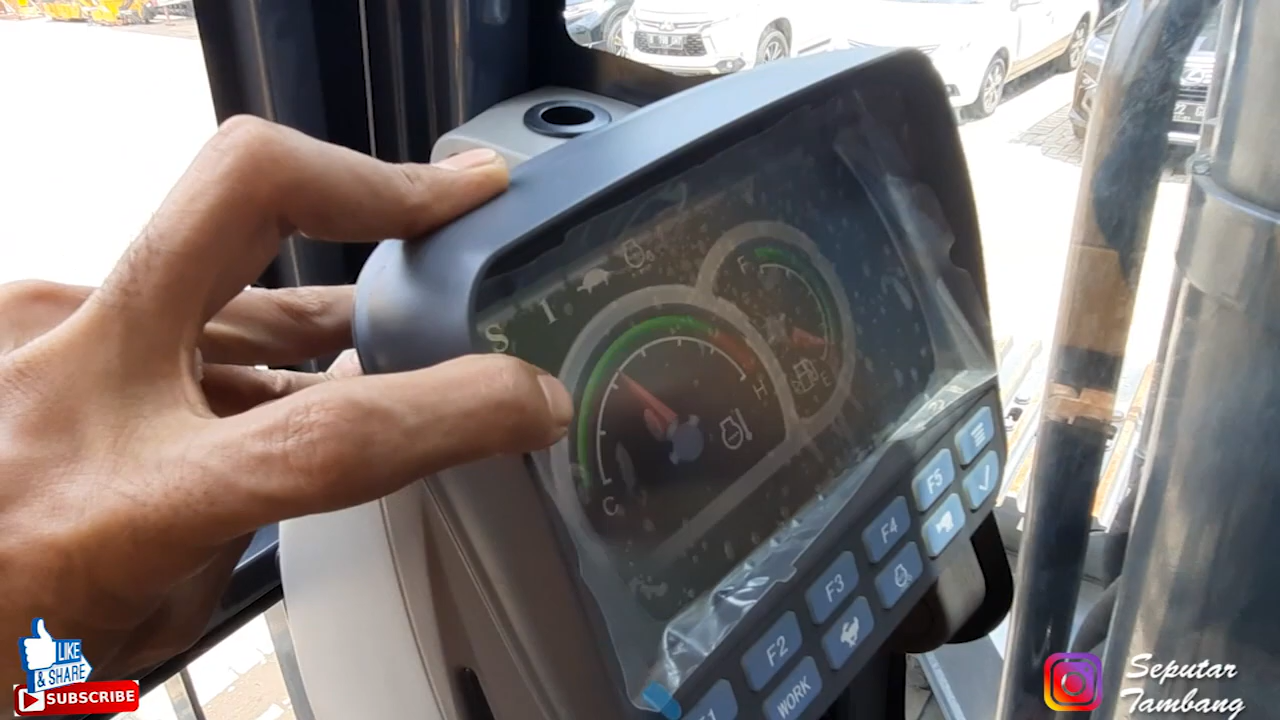 S
I
F
E
H
C
F5
F4
F3
F2
F1
WORK
LIKE
& SHARE
SUBSCRIBE
Seputar
Tambang